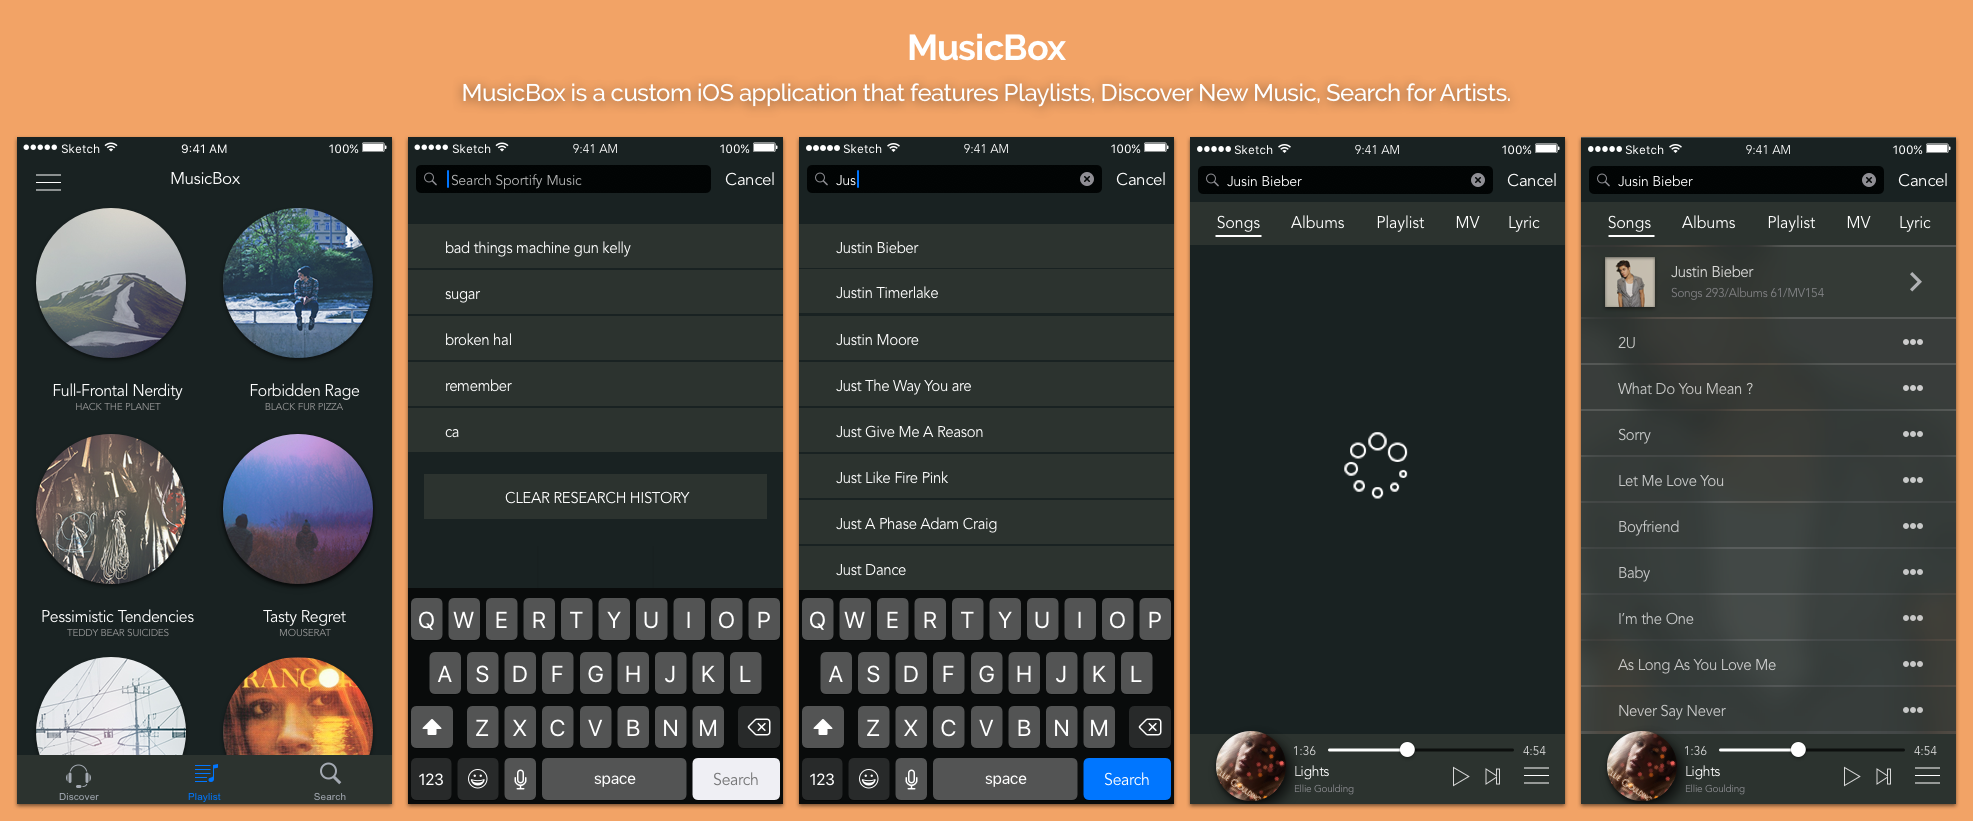 MusicBox
MusicBox is a custom iOS application that features Playlists, Discover New Music, Search for Artists.
Sketch 9:41 AM 100%
MusicBox
Full-Frontal Nerdity
HACK THE PLANET
Forbidden Rage
BLACK FUR PIZZA
Pessimistic Tendencies
TEDDY BEAR SUICIDES
Tasty Regret
MOUSERAT
RANCO
Discover Playlist Search
Sketch 9:41 AM 100%
Search Sportify Music Cancel
bad things machine gun kelly
sugar
broken hal
remember
ca
CLEAR RESEARCH HISTORY
Q W E R T Y U I O P
A S D F G H J K L
Z X C V B N M
123 space Search
Sketch 9:41 AM 100%
Jus Cancel
Justin Bieber
Justin Timerlake
Justin Moore
Just The Way You are
Just Give Me A Reason
Just Like Fire Pink
Just A Phase Adam Craig
Just Dance
Q W E R T Y U I O P
A S D F G H J K L
Z X C V B N M
123 space Search
Sketch 9:41 AM 100%
Jusin Bieber Cancel
Songs Albums Playlist MV Lyric
1:36 4:54
Lights
Ellie Goulding
Sketch 9:41 AM 100%
Jusin Bieber Cancel
Songs Albums Playlist MV Lyric
Justin Bieber
Songs 293/Albums 61/MV154
2U
What Do You Mean ?
Sorry
Let Me Love You
Boyfriend
Baby
I'm the One
As Long As You Love Me
Never Say Never
1:36 4:54
Lights
Ellie Goulding